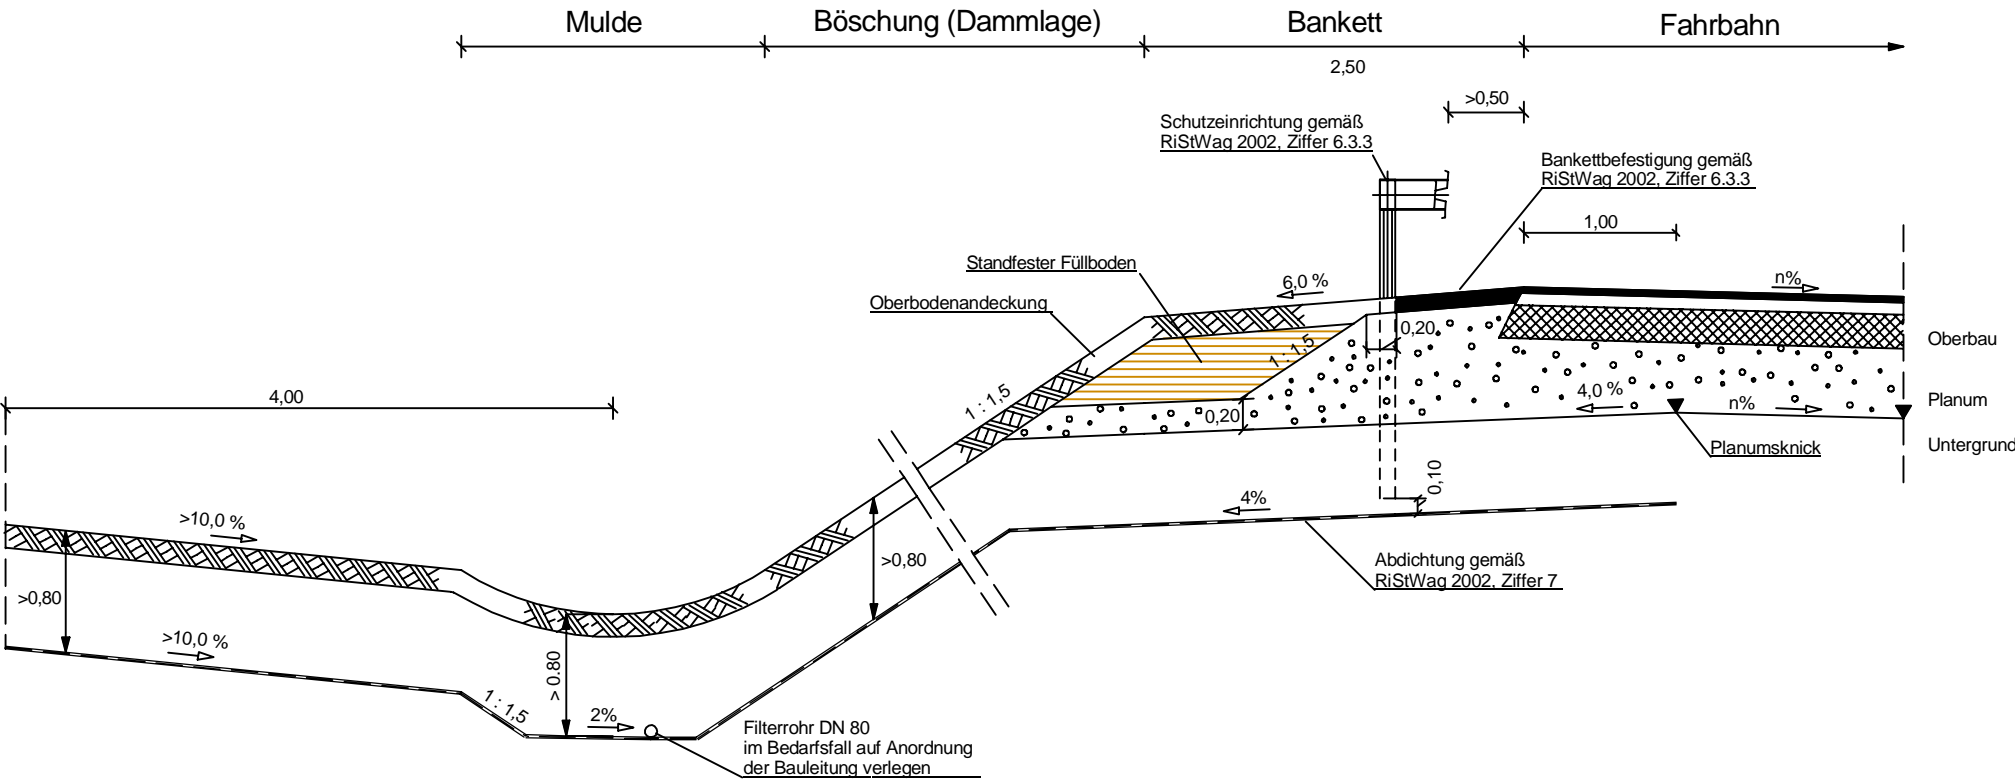 Mulde
Böschung (Dammlage)
Bankett
Fahrbahn
2,50
>0,50
Schutzeinrichtung gemäß
RiStWag 2002, Ziffer 6.3.3
Bankettbefestigung gemäß
RiStWag 2002, Ziffer 6.3.3
1,00
Standfester Füllboden
6,0 %
n%
Oberbodenandeckung
0,20
1 : 1,5
Oberbau
4,00
1 : 1,5
0,20
4,0 %
n%
Planum
Planumsknick
Untergrund
0,10
4%
>10,0 %
>0,80
>0,80
Abdichtung gemäß
RiStWag 2002, Ziffer 7
>10,0 %
> 0.80
1 : 1,5
2%
Filterrohr DN 80
im Bedarfsfall auf Anordnung
der Bauleitung verlegen